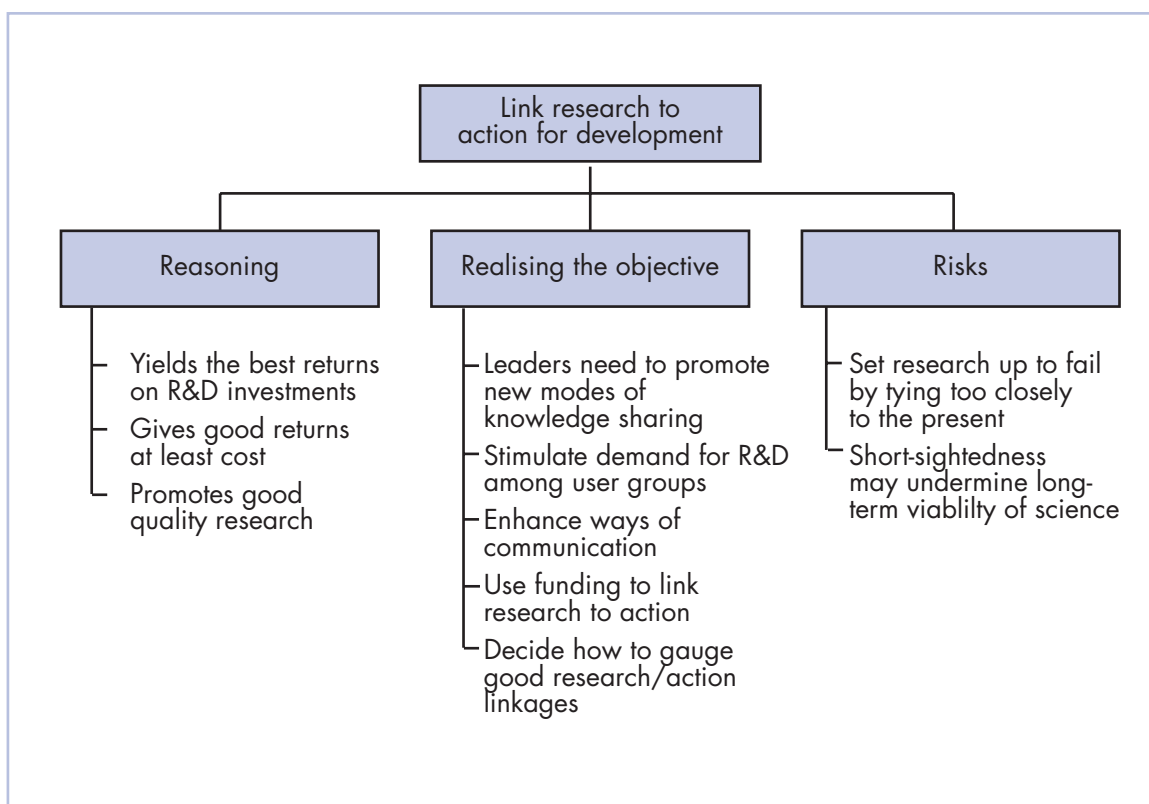 Link research to
action for development
Reasoning
Realising the objective
Risks
Yields the best returns
on R&D investments
Gives good returns
at least cost
Promotes good
quality research
Leaders need to promote
new modes of
knowledge sharing
Stimulate demand for R&D
among user groups
Enhance ways of
communication
Use funding to link
research to action
Decide how to gauge
good research/action
linkages
Set research up to fail
by tying too closely
to the present
Short-sightedness
may undermine long-
term viablilty of science